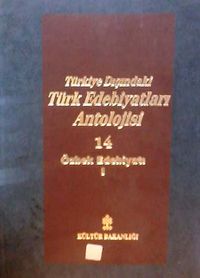 Türkiye Dışındaki
Türk Edebiyatları
Antolojisi
14
Özbek Edebiyatı
I
KÜLTÜR BAKANLIĞI